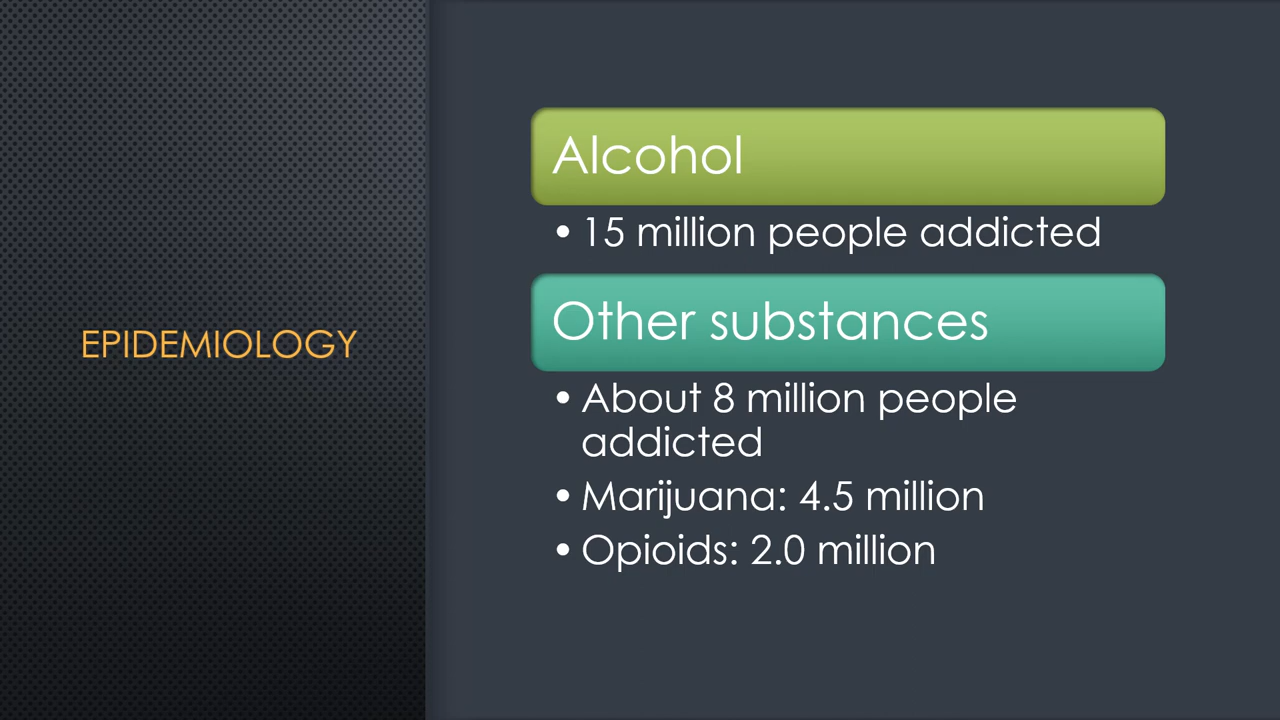 EPIDEMIOLOGY
Alcohol
• 15 million people addicted
Other substances
• About 8 million people
addicted
• Marijuana: 4.5 million
• Opioids: 2.0 million